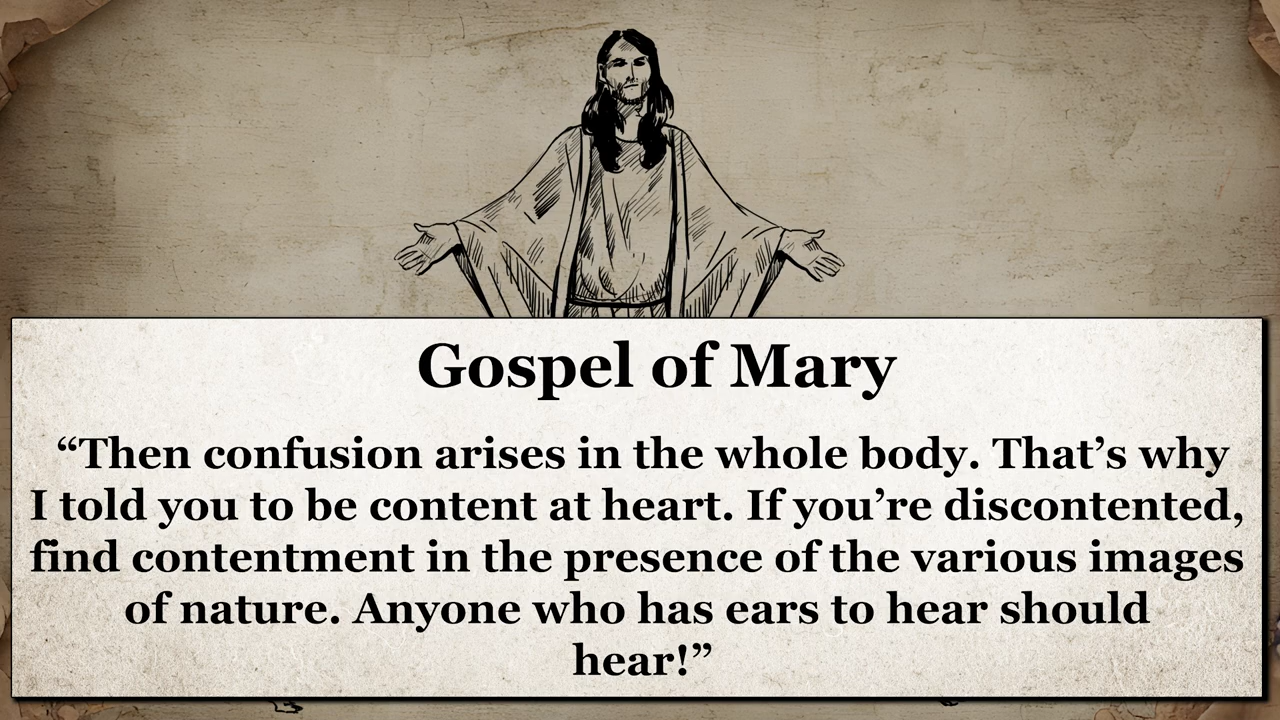 Gospel of Mary
“Then confusion arises in the whole body. That’s why
I told you to be content at heart. If you’re discontented,
find contentment in the presence of the various images
of nature. Anyone who has ears to hear should
hear!”